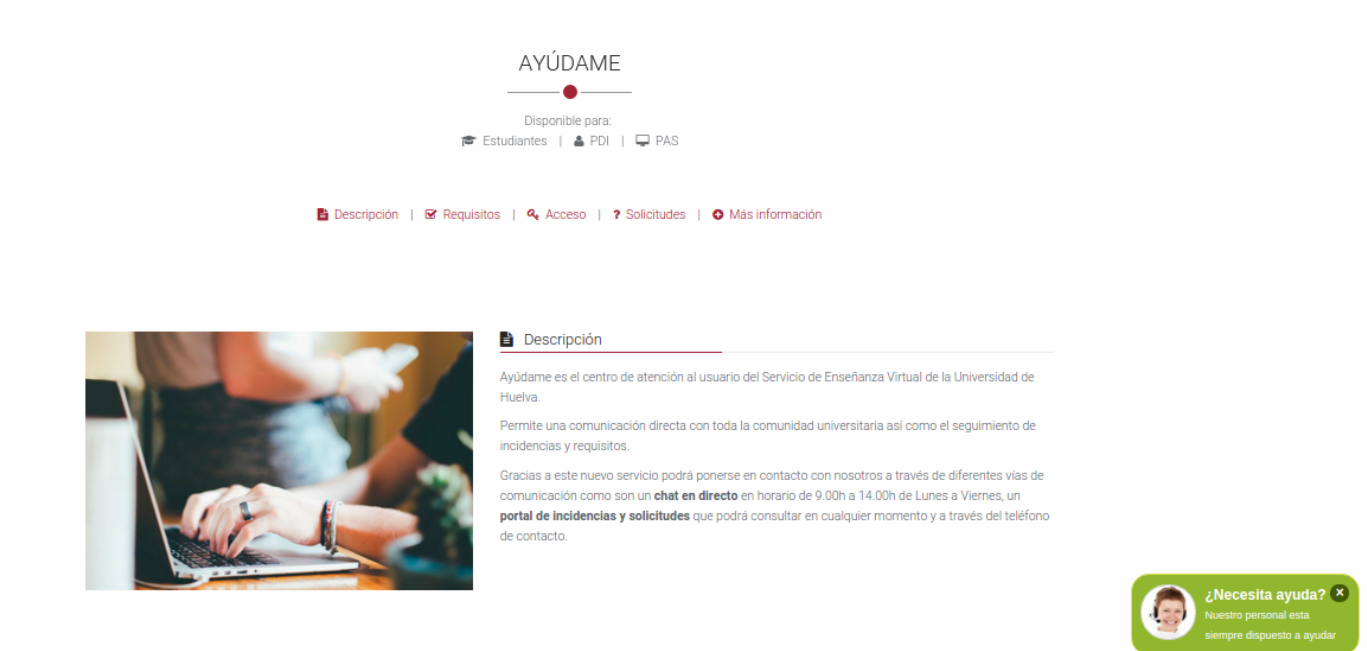 AYÚDAME
Disponible para:
Estudiantes | PDI | PAS
Descripción | Requisitos | Acceso | ? Solicitudes | Más información
Descripción
Ayúdame es el centro de atención al usuario del Servicio de Enseñanza Virtual de la Universidad de
Huelva.
Permite una comunicación directa con toda la comunidad universitaria así como el seguimiento de
incidencias y requisitos.
Gracias a este nuevo servicio podrá ponerse en contacto con nosotros a través de diferentes vías de
comunicación como son un chat en directo en horario de 9.00h a 14.00h de Lunes a Viernes, un
portal de incidencias y solicitudes que podrá consultar en cualquier momento y a través del teléfono
de contacto.
¿Necesita ayuda?
Nuestro personal esta
siempre dispuesto a ayudar